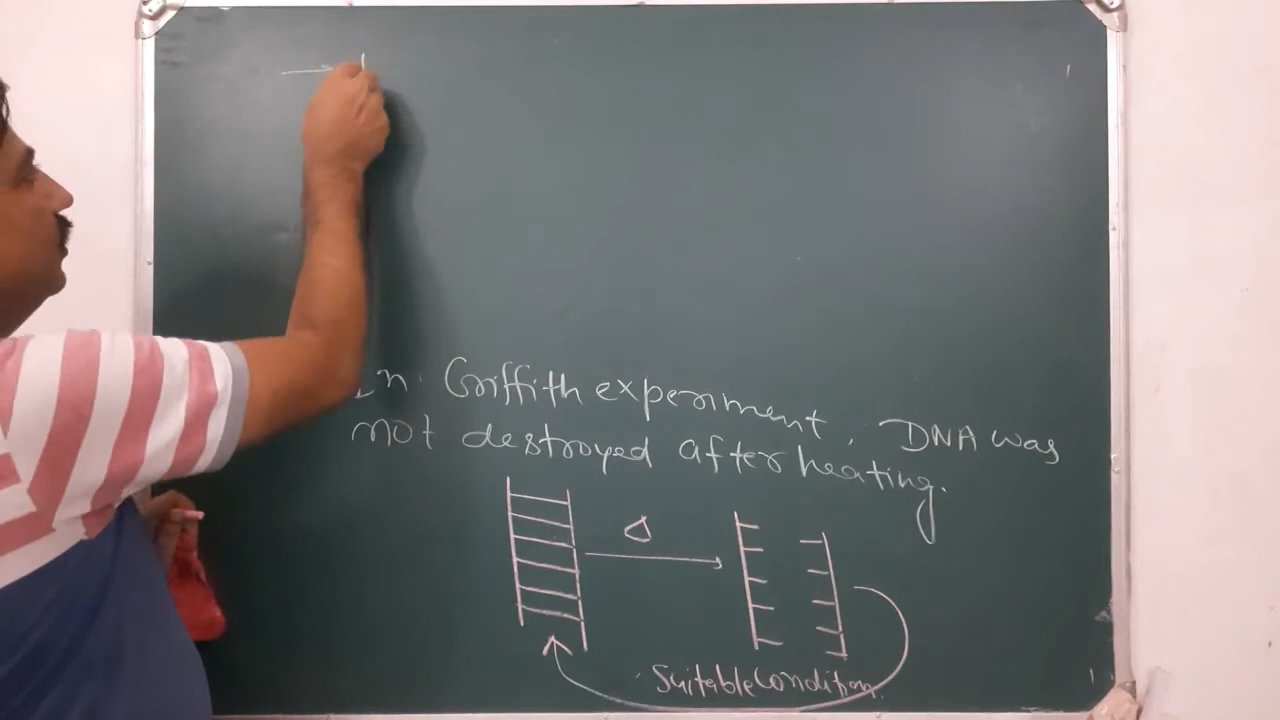 In Griffith experiment, DNA was
not destroyed after heating.
Δ
Suitable condition.